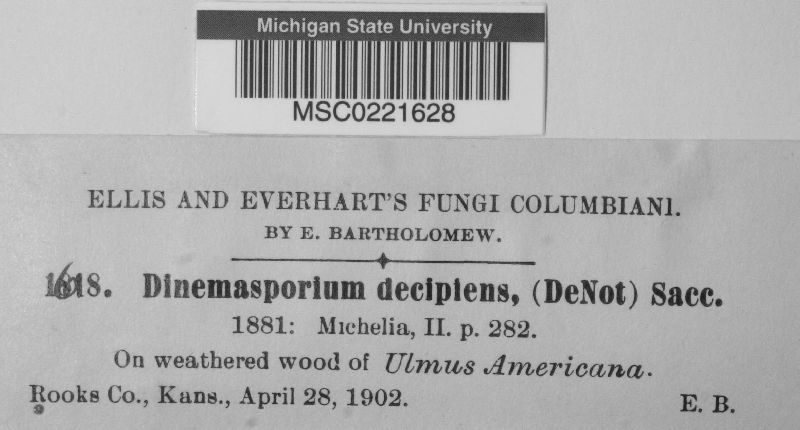 Michigan State University
MSC0221628
ELLIS AND EVERHART'S FUNGI COLUMBIANI.
BY E. BARTHOLOMEW.
1618. Dinemasporium decipiens, (DeNot) Sacc.
1881: Michelia, II. p. 282.
On weathered wood of Ulmus Americana.
Rooks Co., Kans., April 28, 1902. E. B.